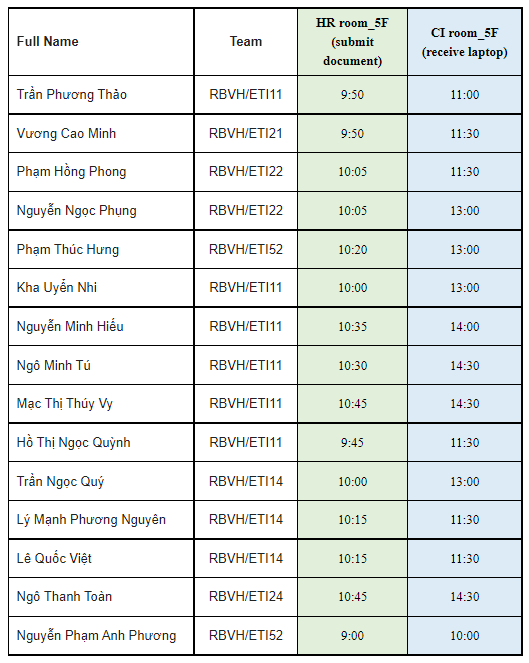 Full Name Team HR room_5F CI room_5F
(submit (receive laptop)
document)
Trần Phương Thảo RBVH/ETI11 9:50 11:00
Vương Cao Minh RBVH/ETI21 9:50 11:30
Phạm Hồng Phong RBVH/ETI22 10:05 11:30
Nguyễn Ngọc Phụng RBVH/ETI22 10:05 13:00
Phạm Thúc Hưng RBVH/ETI52 10:20 13:00
Kha Uyển Nhi RBVH/ETI11 10:00 13:00
Nguyễn Minh Hiếu RBVH/ETI11 10:35 14:00
Ngô Minh Tú RBVH/ETI11 10:30 14:30
Mạc Thị Thúy Vy RBVH/ETI11 10:45 14:30
Hồ Thị Ngọc Quỳnh RBVH/ETI11 9:45 11:30
Trần Ngọc Quý RBVH/ETI14 10:00 13:00
Lý Mạnh Phương Nguyên RBVH/ETI14 10:15 11:30
Lê Quốc Việt RBVH/ETI14 10:15 11:30
Ngô Thanh Toàn RBVH/ETI24 10:45 14:30
Nguyễn Phạm Anh Phương RBVH/ETI52 9:00 10:00